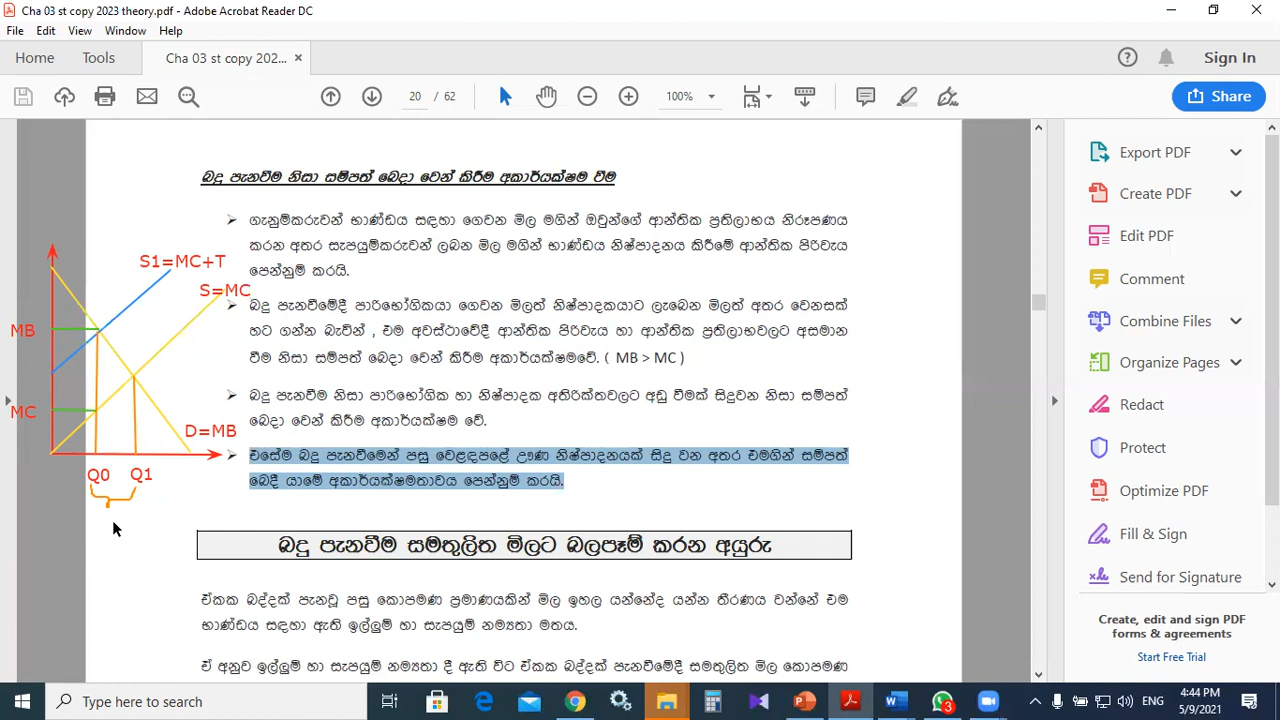 Cha 03 st copy 2023 theory.pdf - Adobe Acrobat Reader DC
File Edit View Window Help
Home Tools Cha 03 st copy 202... × Sign In
20 / 62 100% Share
බදු පැනවීම නිසා සම්පත් බෙදා වෙන් කිරීම අකාර්යක්ෂම වීම
ගැනුම්කරුවන් භාණ්ඩය සඳහා ගෙවන මිල මගින් ඔවුන්ගේ ආන්තික ප්‍රතිලාභය නිරූපණය
කරන අතර සැපයුම්කරුවන් ලබන මිල මගින් භාණ්ඩය නිෂ්පාදනය කිරීමේ ආන්තික පිරිවැය
පෙන්නුම් කරයි.
බදු පැනවීමේදී පාරිභෝගිකයා ගෙවන මිලත් නිෂ්පාදකයාට ලැබෙන මිලත් අතර වෙනසක්
හට ගන්න බැවින් , එම අවස්ථාවේදී ආන්තික පිරිවැය හා ආන්තික ප්‍රතිලාභවලට අසමාන
වීම නිසා සම්පත් බෙදා වෙන් කිරීම අකාර්යක්ෂමවේ. ( MB > MC )
බදු පැනවීම නිසා පාරිභෝගික හා නිෂ්පාදක අතිරික්තවලට අඩු වීමක් සිදුවන නිසා සම්පත්
බෙදා වෙන් කිරීම අකාර්යක්ෂම වේ.
එසේම බදු පැනවීමෙන් පසු වෙළඳපළේ ඌණ නිෂ්පාදනයක් සිදු වන අතර එමගින් සම්පත්
බෙදී යාමේ අකාර්යක්ෂමතාවය පෙන්නුම් කරයි.
S1=MC+T
S=MC
MB
MC
D=MB
Q0 Q1
බදු පැනවීම සමතුලිත මිලට බලපෑම් කරන අයුරු
ඒකක බද්දක් පැනවූ පසු කොපමණ ප්‍රමාණයකින් මිල ඉහල යන්නේද යන්න තීරණය වන්නේ එම
භාණ්ඩය සඳහා ඇති ඉල්ලුම් හා සැපයුම් නම්‍යතා මතය.
ඒ අනුව ඉල්ලුම් හා සැපයුම් නම්‍යතා දී ඇති විට ඒකක බද්දක් පැනවීමේදී සමතුලිත මිල කොපමණ
Export PDF
Create PDF
Edit PDF
Comment
Combine Files
Organize Pages
Redact
Protect
Optimize PDF
Fill & Sign
Send for Signature
Create, edit and sign PDF
forms & agreements
Start Free Trial
Type here to search
3
ENG
4:44 PM
5/9/2021